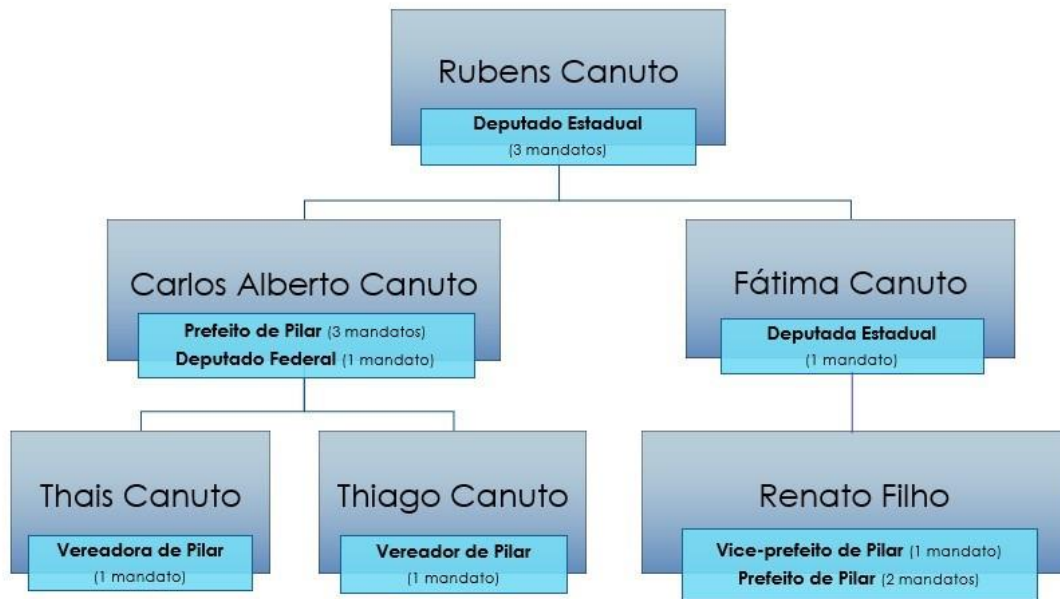 Rubens Canuto
Deputado Estadual
(3 mandatos)
Carlos Alberto Canuto
Prefeito de Pilar (3 mandatos)
Deputado Federal (1 mandato)
Fátima Canuto
Deputada Estadual
(1 mandato)
Thais Canuto
Vereadora de Pilar
(1 mandato)
Thiago Canuto
Vereador de Pilar
(1 mandato)
Renato Filho
Vice-prefeito de Pilar (1 mandato)
Prefeito de Pilar (2 mandatos)